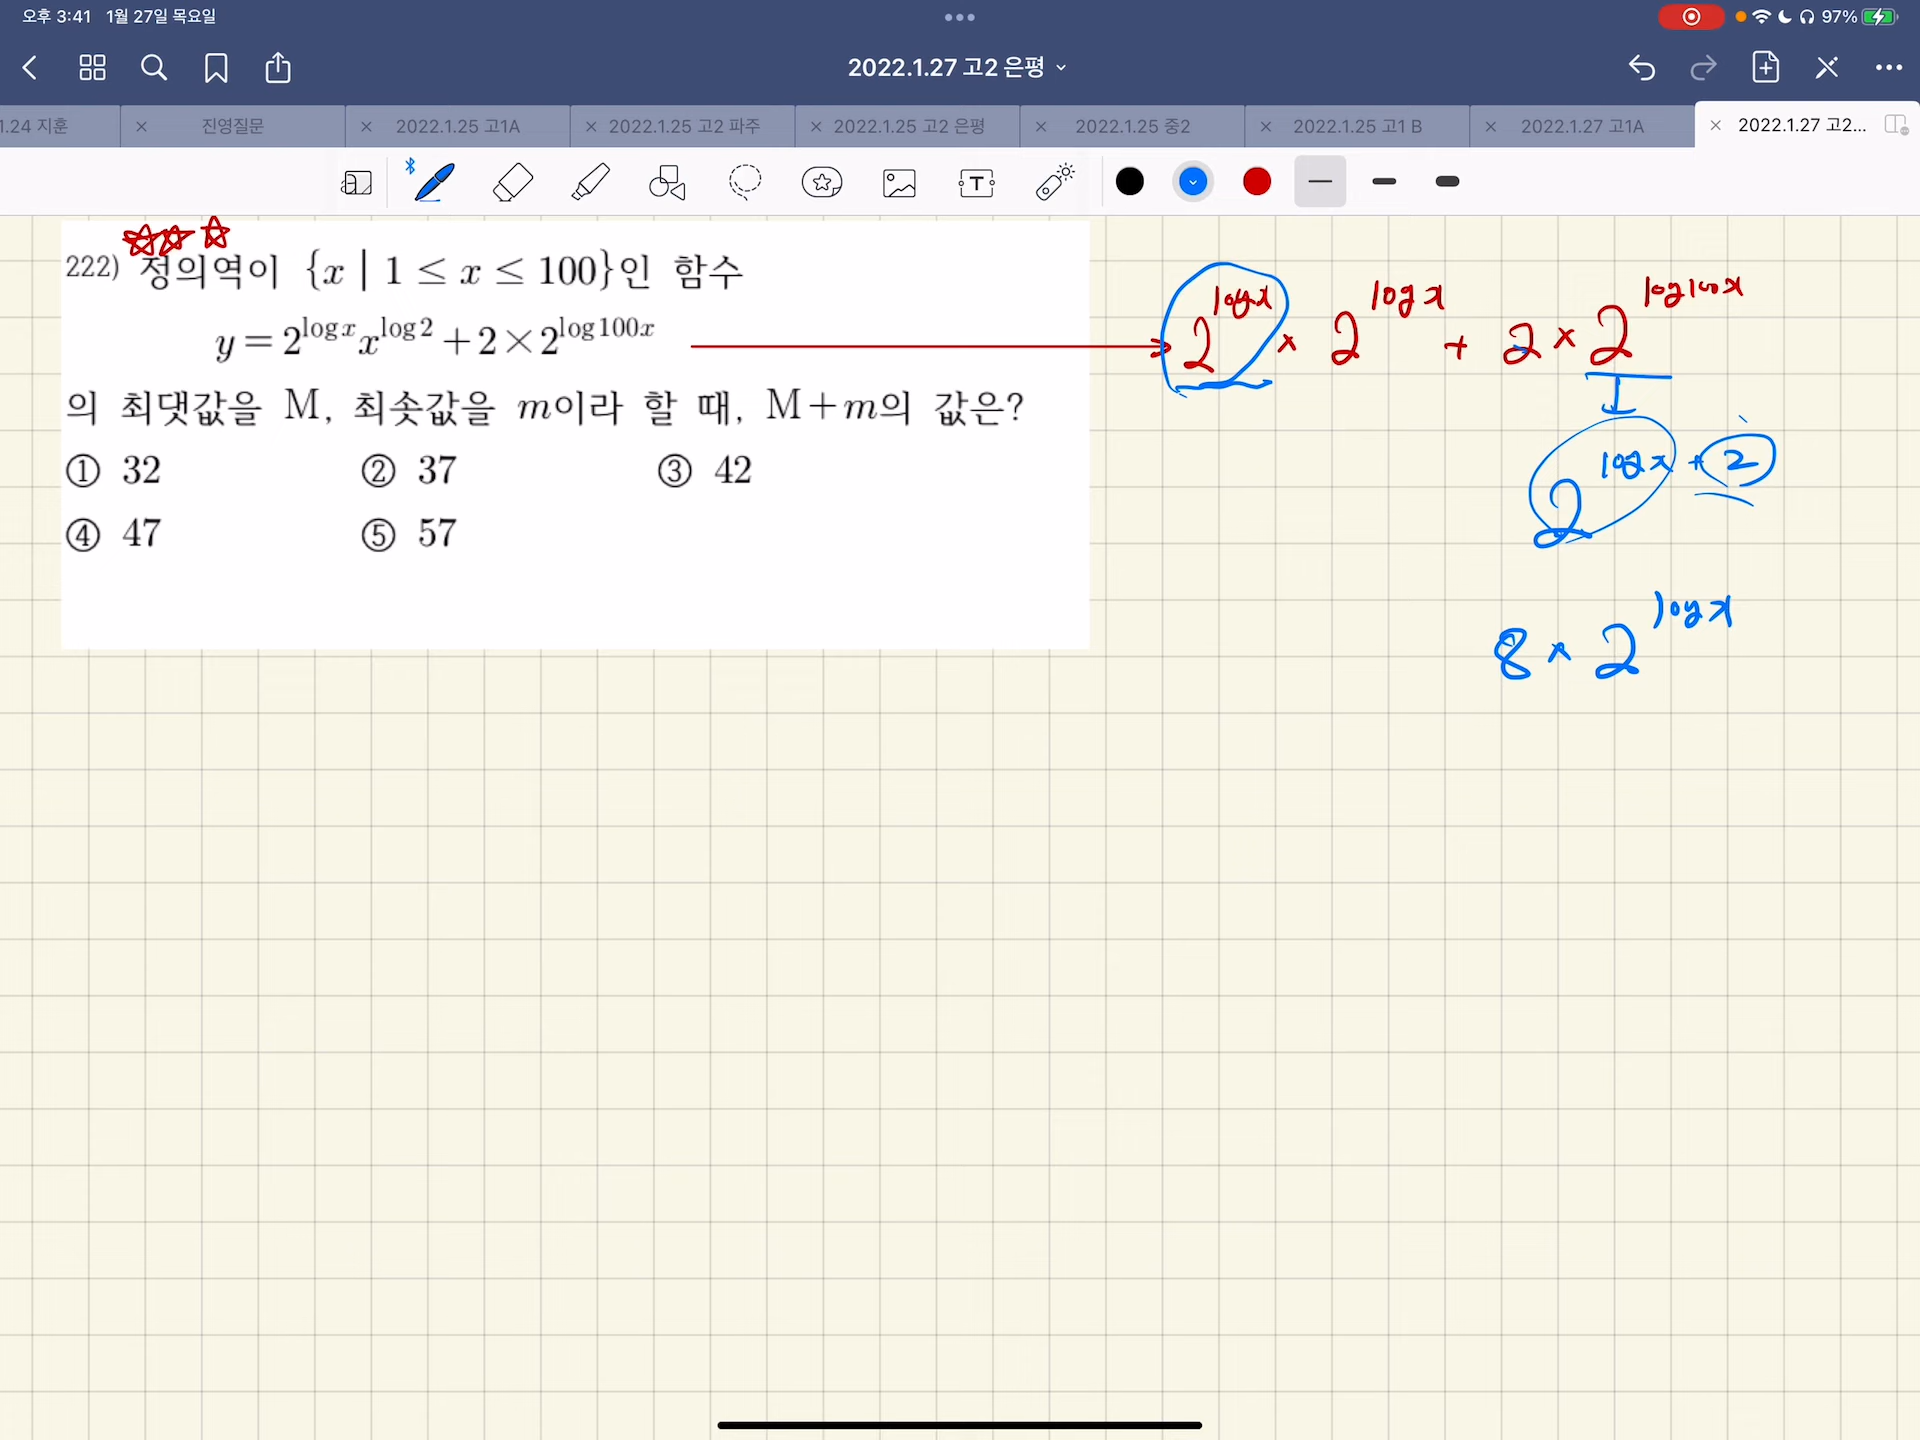 오후 3:41 1월 27일 목요일
97%
2022.1.27 고2 은평
1.24 지훈
진영질문
2022.1.25 고1A
2022.1.25 고2 파주
2022.1.25 고2 은평
2022.1.25 중2
2022.1.25 고1 B
2022.1.27 고1A
2022.1.27 고2...
222) 정의역이 {x | 1 ≤ x ≤ 100}인 함수
y = 2^{log x} x^{log 2} + 2 × 2^{log 100x}
의 최댓값을 M, 최솟값을 m이라 할 때, M+m의 값은?
① 32 ② 37 ③ 42
④ 47 ⑤ 57
2^{log x} × 2^{log x} + 2 × 2^{log 100x}
2^{log x + 2}
8 × 2^{log x}